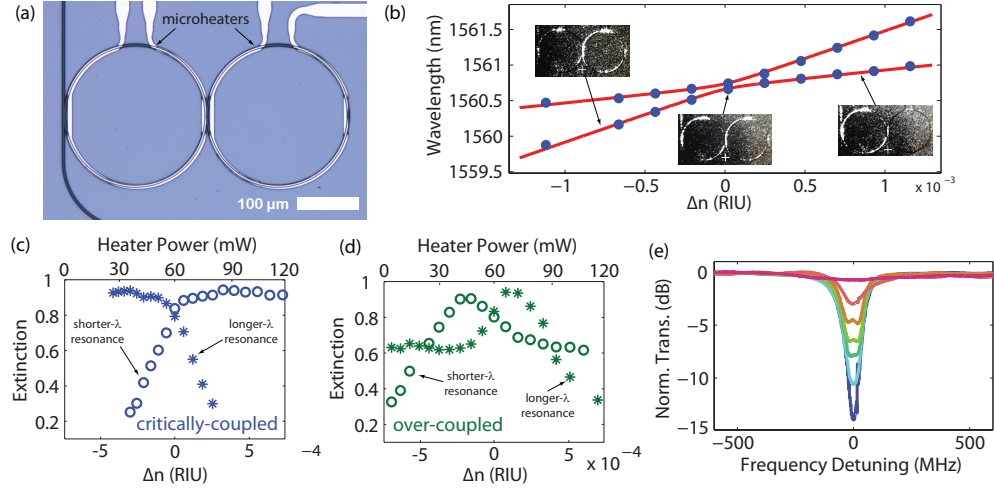 (a)
microheaters
100 µm
(b)
Wavelength (nm)
1561.5
1561
1560.5
1560
1559.5
−1
−0.5
0
0.5
1
x 10⁻³
Δn (RIU)
(c)
Heater Power (mW)
0
30
60
90
120
Extinction
1
0.8
0.6
0.4
0.2
shorter-λ
resonance
longer-λ
resonance
critically-coupled
-5
0
5
-4
Δn (RIU)
(d)
Heater Power (mW)
0
30
60
90
120
Extinction
1
0.8
0.6
0.4
0.2
shorter-λ
resonance
longer-λ
resonance
over-coupled
-5
0
5
x 10⁻⁴
Δn (RIU)
(e)
Norm. Trans. (dB)
0
−5
−10
−15
−500
0
500
Frequency Detuning (MHz)